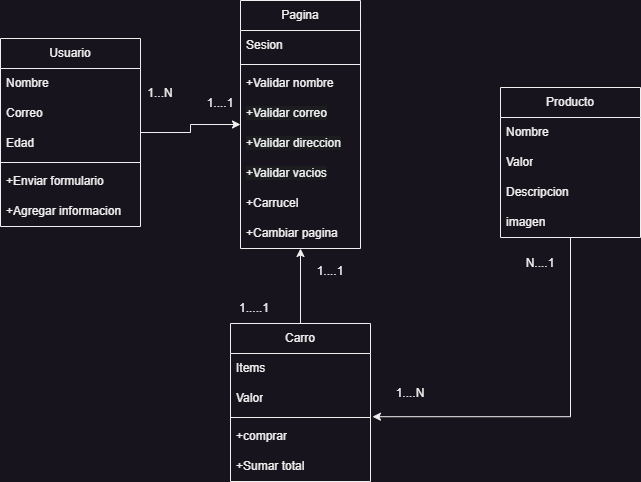 Pagina
Sesion
+Validar nombre
+Validar correo
+Validar direccion
+Validar vacios
+Carrucel
+Cambiar pagina
Usuario
Nombre
Correo
Edad
+Enviar formulario
+Agregar informacion
1...N
1....1
Producto
Nombre
Valor
Descripcion
imagen
N....1
1....1
1.....1
Carro
Items
Valor
+comprar
+Sumar total
1....N